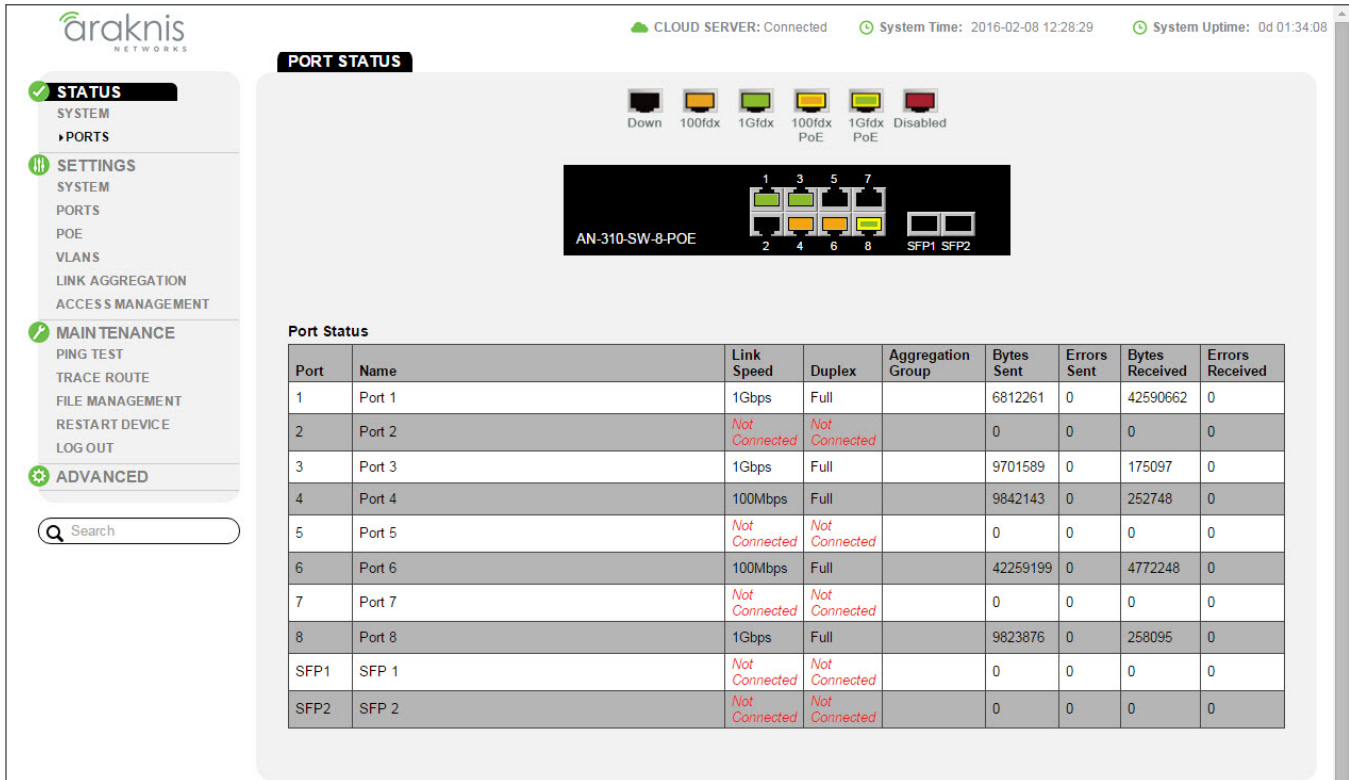 araknis
NETWORKS
CLOUD SERVER: Connected System Time: 2016-02-08 12:28:29 System Uptime: 0d 01:34:08
PORT STATUS
STATUS
SYSTEM
PORTS
SETTINGS
SYSTEM
PORTS
POE
VLANS
LINK AGGREGATION
ACCESS MANAGEMENT
MAINTENANCE
PING TEST
TRACE ROUTE
FILE MANAGEMENT
RESTART DEVICE
LOG OUT
ADVANCED
Search
Down 100fdx 1Gfdx 100fdx PoE 1Gfdx PoE Disabled
1 3 5 7
AN-310-SW-8-POE
2 4 6 8 SFP1 SFP2
Port Status
Port Name Link Speed Duplex Aggregation Group Bytes Sent Errors Sent Bytes Received Errors Received
1 Port 1 1Gbps Full 6812261 0 42590662 0
2 Port 2 Not Connected Not Connected 0 0 0 0
3 Port 3 1Gbps Full 9701589 0 175097 0
4 Port 4 100Mbps Full 9842143 0 252748 0
5 Port 5 Not Connected Not Connected 0 0 0 0
6 Port 6 100Mbps Full 42259199 0 4772248 0
7 Port 7 Not Connected Not Connected 0 0 0 0
8 Port 8 1Gbps Full 9823876 0 258095 0
SFP1 SFP 1 Not Connected Not Connected 0 0 0 0
SFP2 SFP 2 Not Connected Not Connected 0 0 0 0